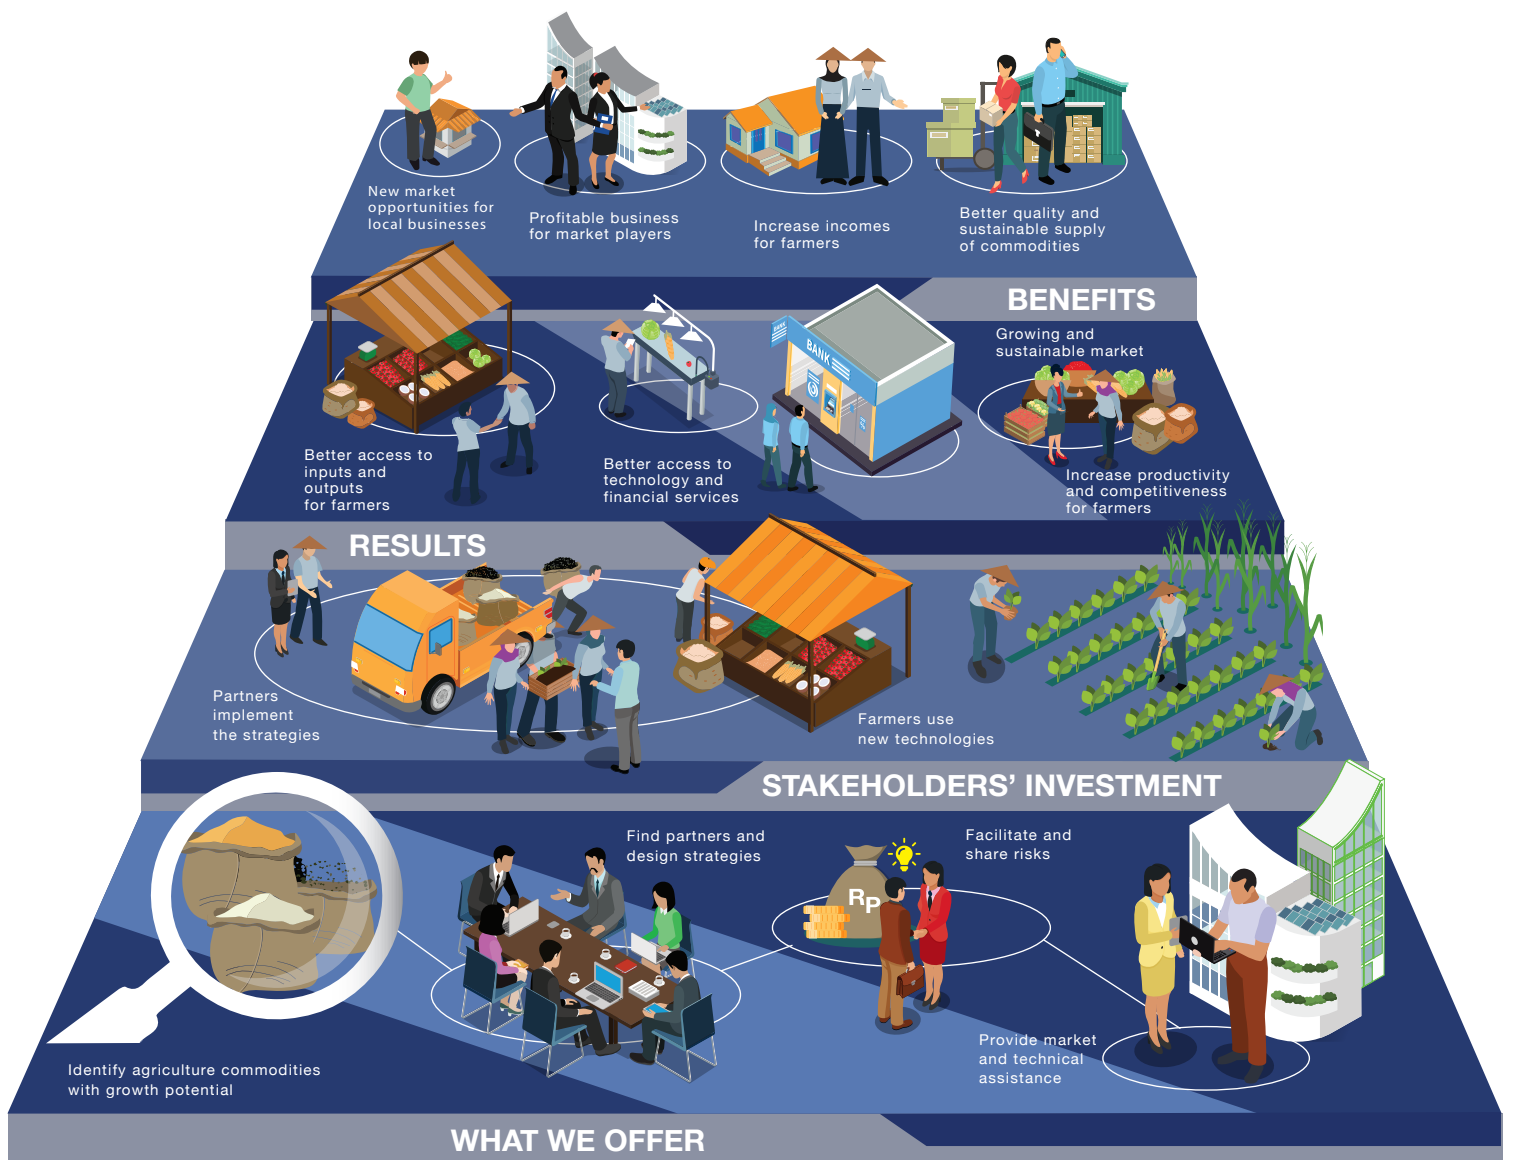 New market
opportunities for
local businesses
Profitable business
for market players
Increase incomes
for farmers
Better quality and
sustainable supply
of commodities
BENEFITS
Growing and
sustainable market
BANK
BANK
Better access to
inputs and
outputs
for farmers
Better access to
technology and
financial services
Increase productivity
and competitiveness
for farmers
RESULTS
Partners
implement
the strategies
Farmers use
new technologies
STAKEHOLDERS’ INVESTMENT
Find partners and
design strategies
Facilitate and
share risks
RP
Identify agriculture commodities
with growth potential
Provide market
and technical
assistance
WHAT WE OFFER